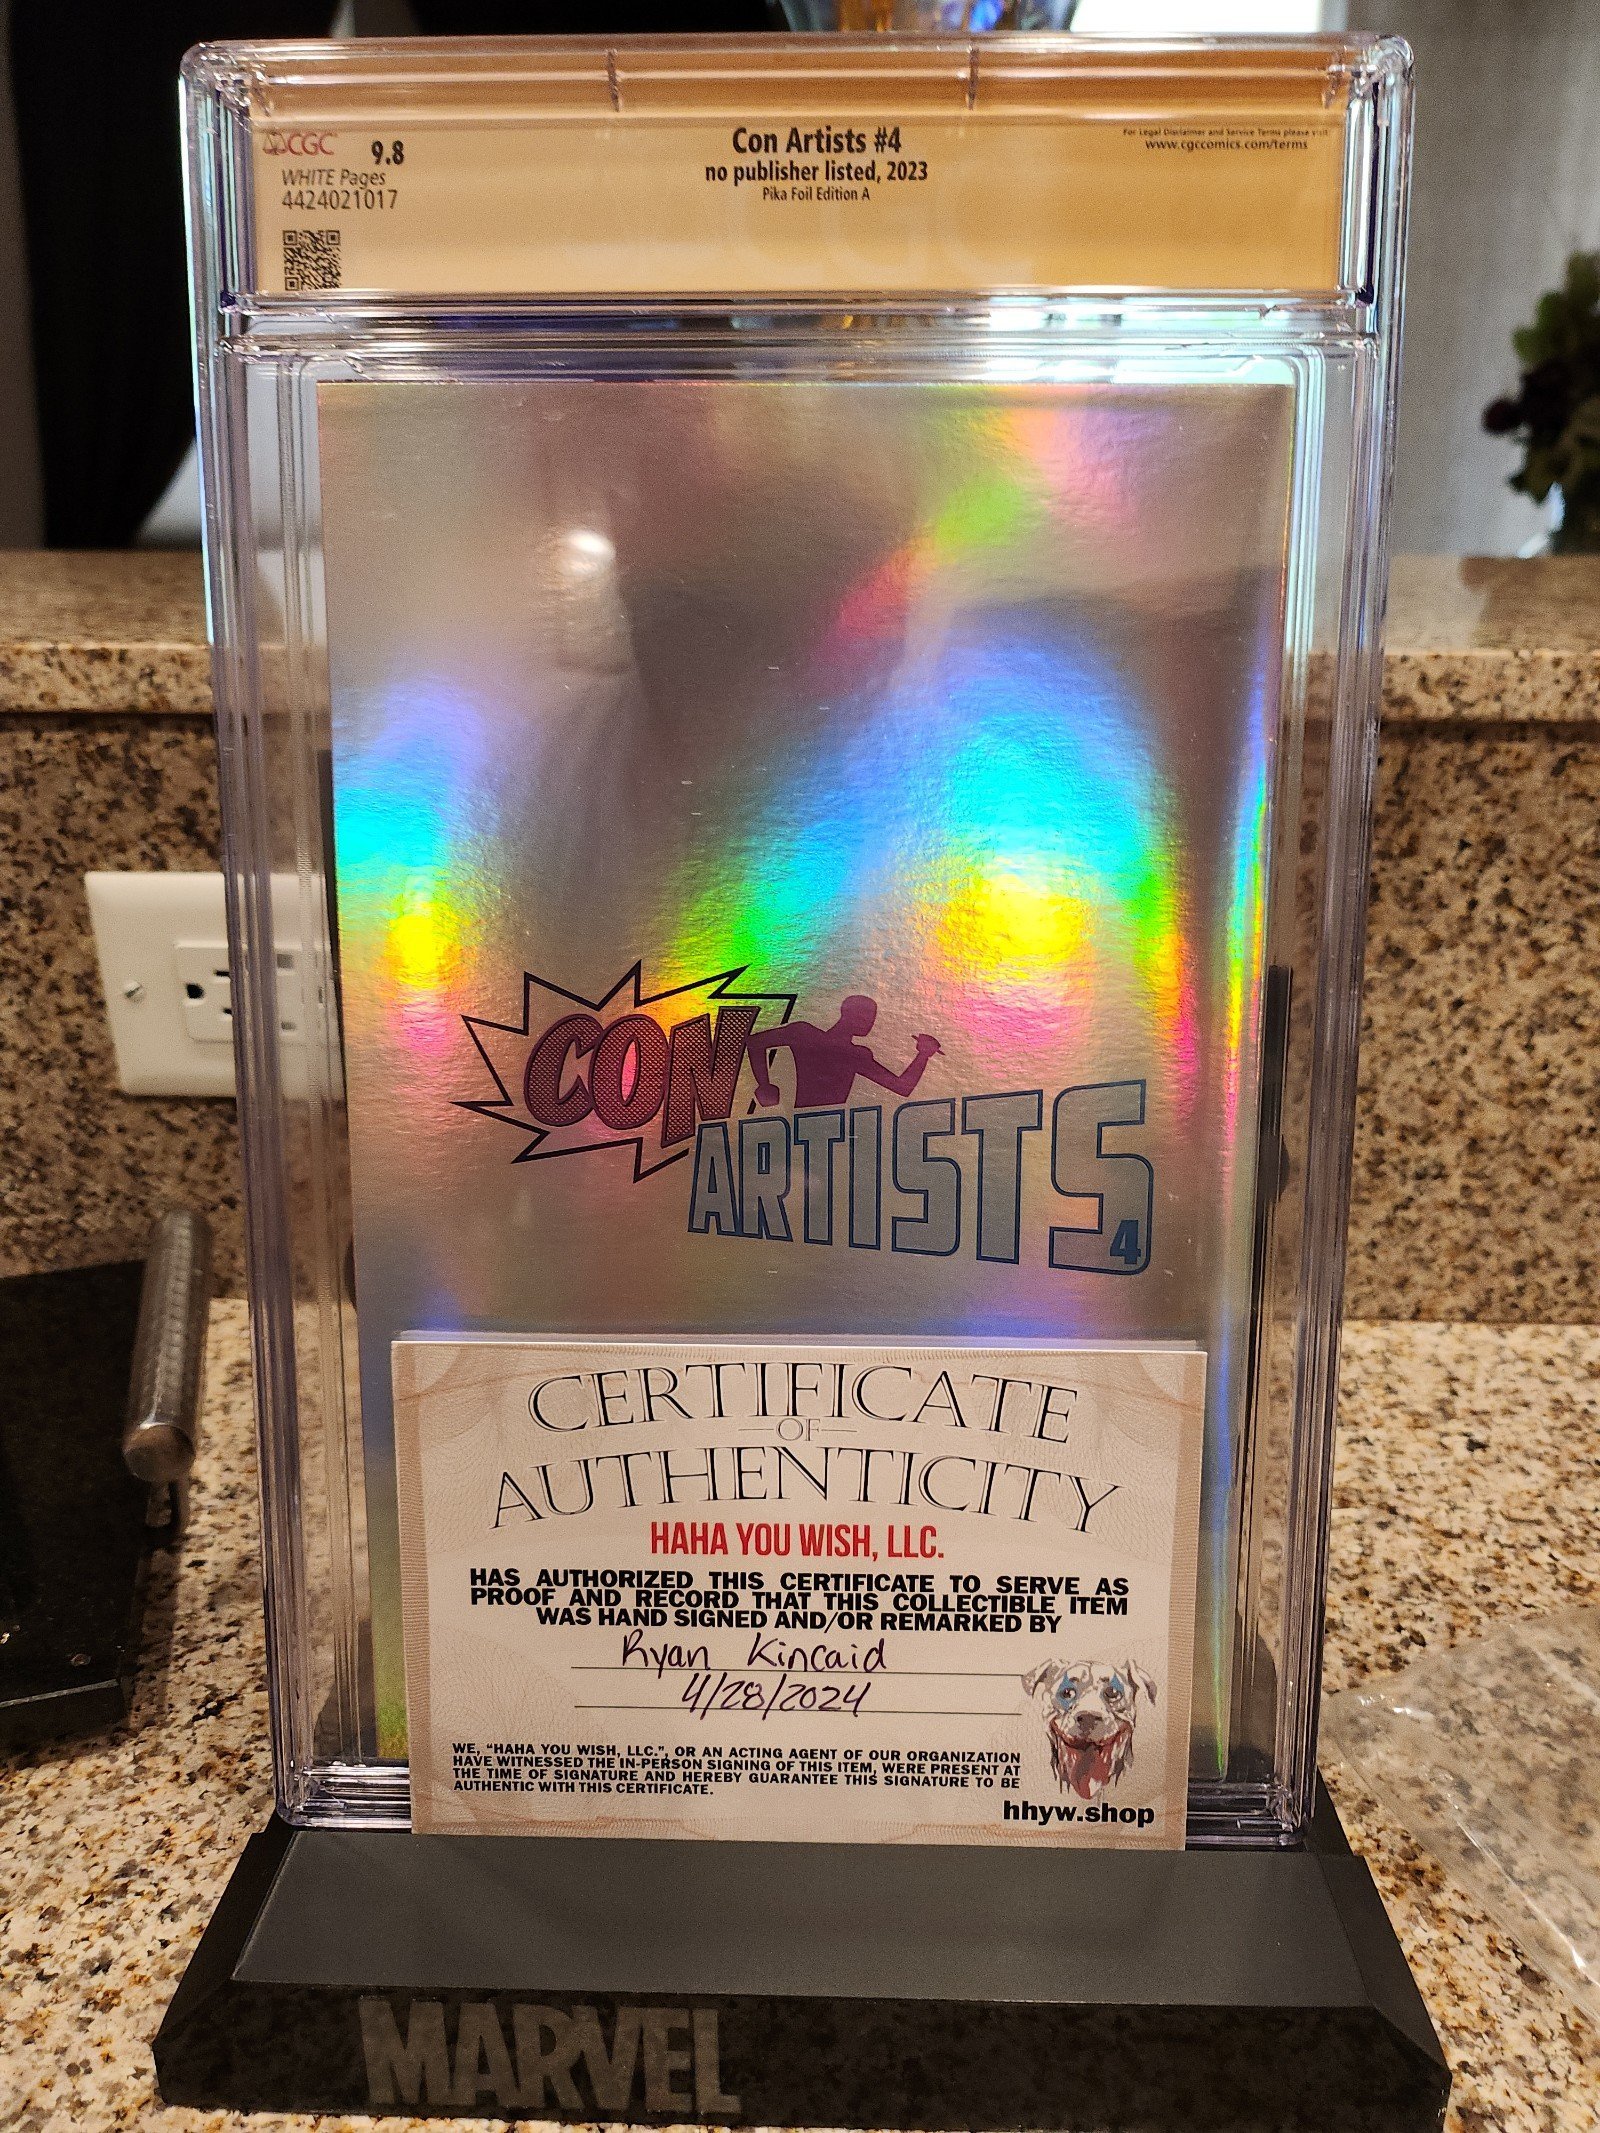 CGC 9.8
WHITE Pages
4424021017
Con Artists #4
no publisher listed, 2023
Pika Foil Edition A
For Legal Disclaimer and Service Terms please visit
www.cgccomics.com/terms
CON
ARTISTS
4
CERTIFICATE
OF
AUTHENTICITY
HAHA YOU WISH, LLC.
HAS AUTHORIZED THIS CERTIFICATE TO SERVE AS
PROOF AND RECORD THAT THIS COLLECTIBLE ITEM
WAS HAND SIGNED AND/OR REMARKED BY
Ryan Kincaid
4/28/2024
WE, "HAHA YOU WISH, LLC.", OR AN ACTING AGENT OF OUR ORGANIZATION
HAVE WITNESSED THE IN-PERSON SIGNING OF THIS ITEM, WERE PRESENT AT
THE TIME OF SIGNATURE AND HEREBY GUARANTEE THIS SIGNATURE TO BE
AUTHENTIC WITH THIS CERTIFICATE.
hhyw.shop
MARVEL